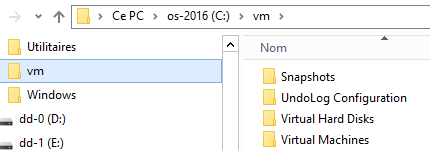 Ce PC > os-2016 (C:) > vm
Utilitaires
vm
Windows
dd-0 (D:)
dd-1 (E:)
Nom
Snapshots
UndoLog Configuration
Virtual Hard Disks
Virtual Machines